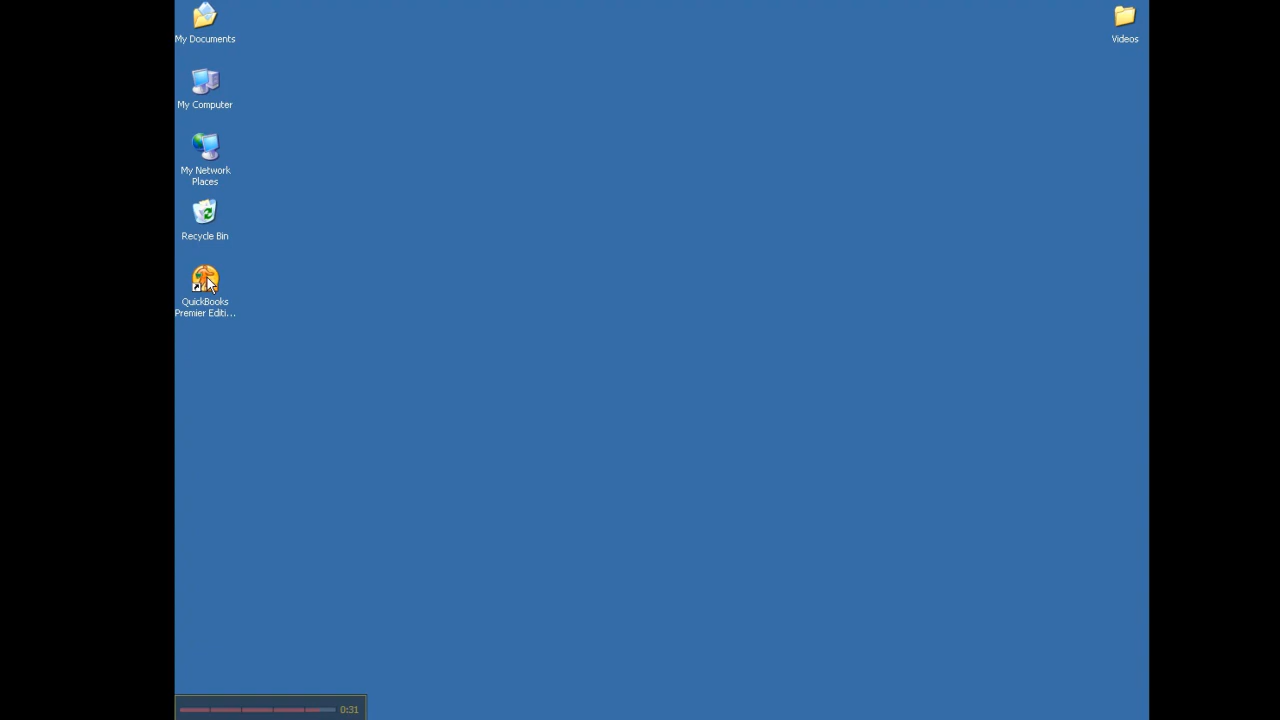 My Documents
Videos
My Computer
My Network
Places
Recycle Bin
QuickBooks
Premier Editi...
0:31